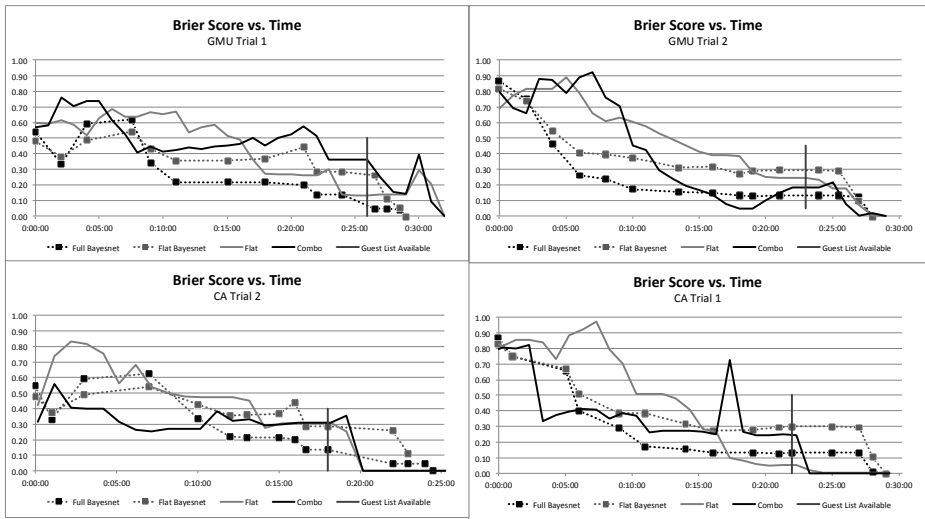 Brier Score vs. Time
GMU Trial 1
1.00
0.90
0.80
0.70
0.60
0.50
0.40
0.30
0.20
0.10
0.00
0:00:00 0:05:00 0:10:00 0:15:00 0:20:00 0:25:00 0:30:00
Full Bayesnet Flat Bayesnet Flat Combo Guest List Available
Brier Score vs. Time
GMU Trial 2
1.00
0.90
0.80
0.70
0.60
0.50
0.40
0.30
0.20
0.10
0.00
0:00:00 0:05:00 0:10:00 0:15:00 0:20:00 0:25:00 0:30:00
Full Bayesnet Flat Bayesnet Flat Combo Guest List Available
Brier Score vs. Time
CA Trial 2
1.00
0.90
0.80
0.70
0.60
0.50
0.40
0.30
0.20
0.10
0.00
0:00:00 0:05:00 0:10:00 0:15:00 0:20:00 0:25:00
Full Bayesnet Flat Bayesnet Flat Combo Guest List Available
Brier Score vs. Time
CA Trial 1
1.00
0.90
0.80
0.70
0.60
0.50
0.40
0.30
0.20
0.10
0.00
0:00:00 0:05:00 0:10:00 0:15:00 0:20:00 0:25:00 0:30:00
Full Bayesnet Flat Bayesnet Flat Combo Guest List Available